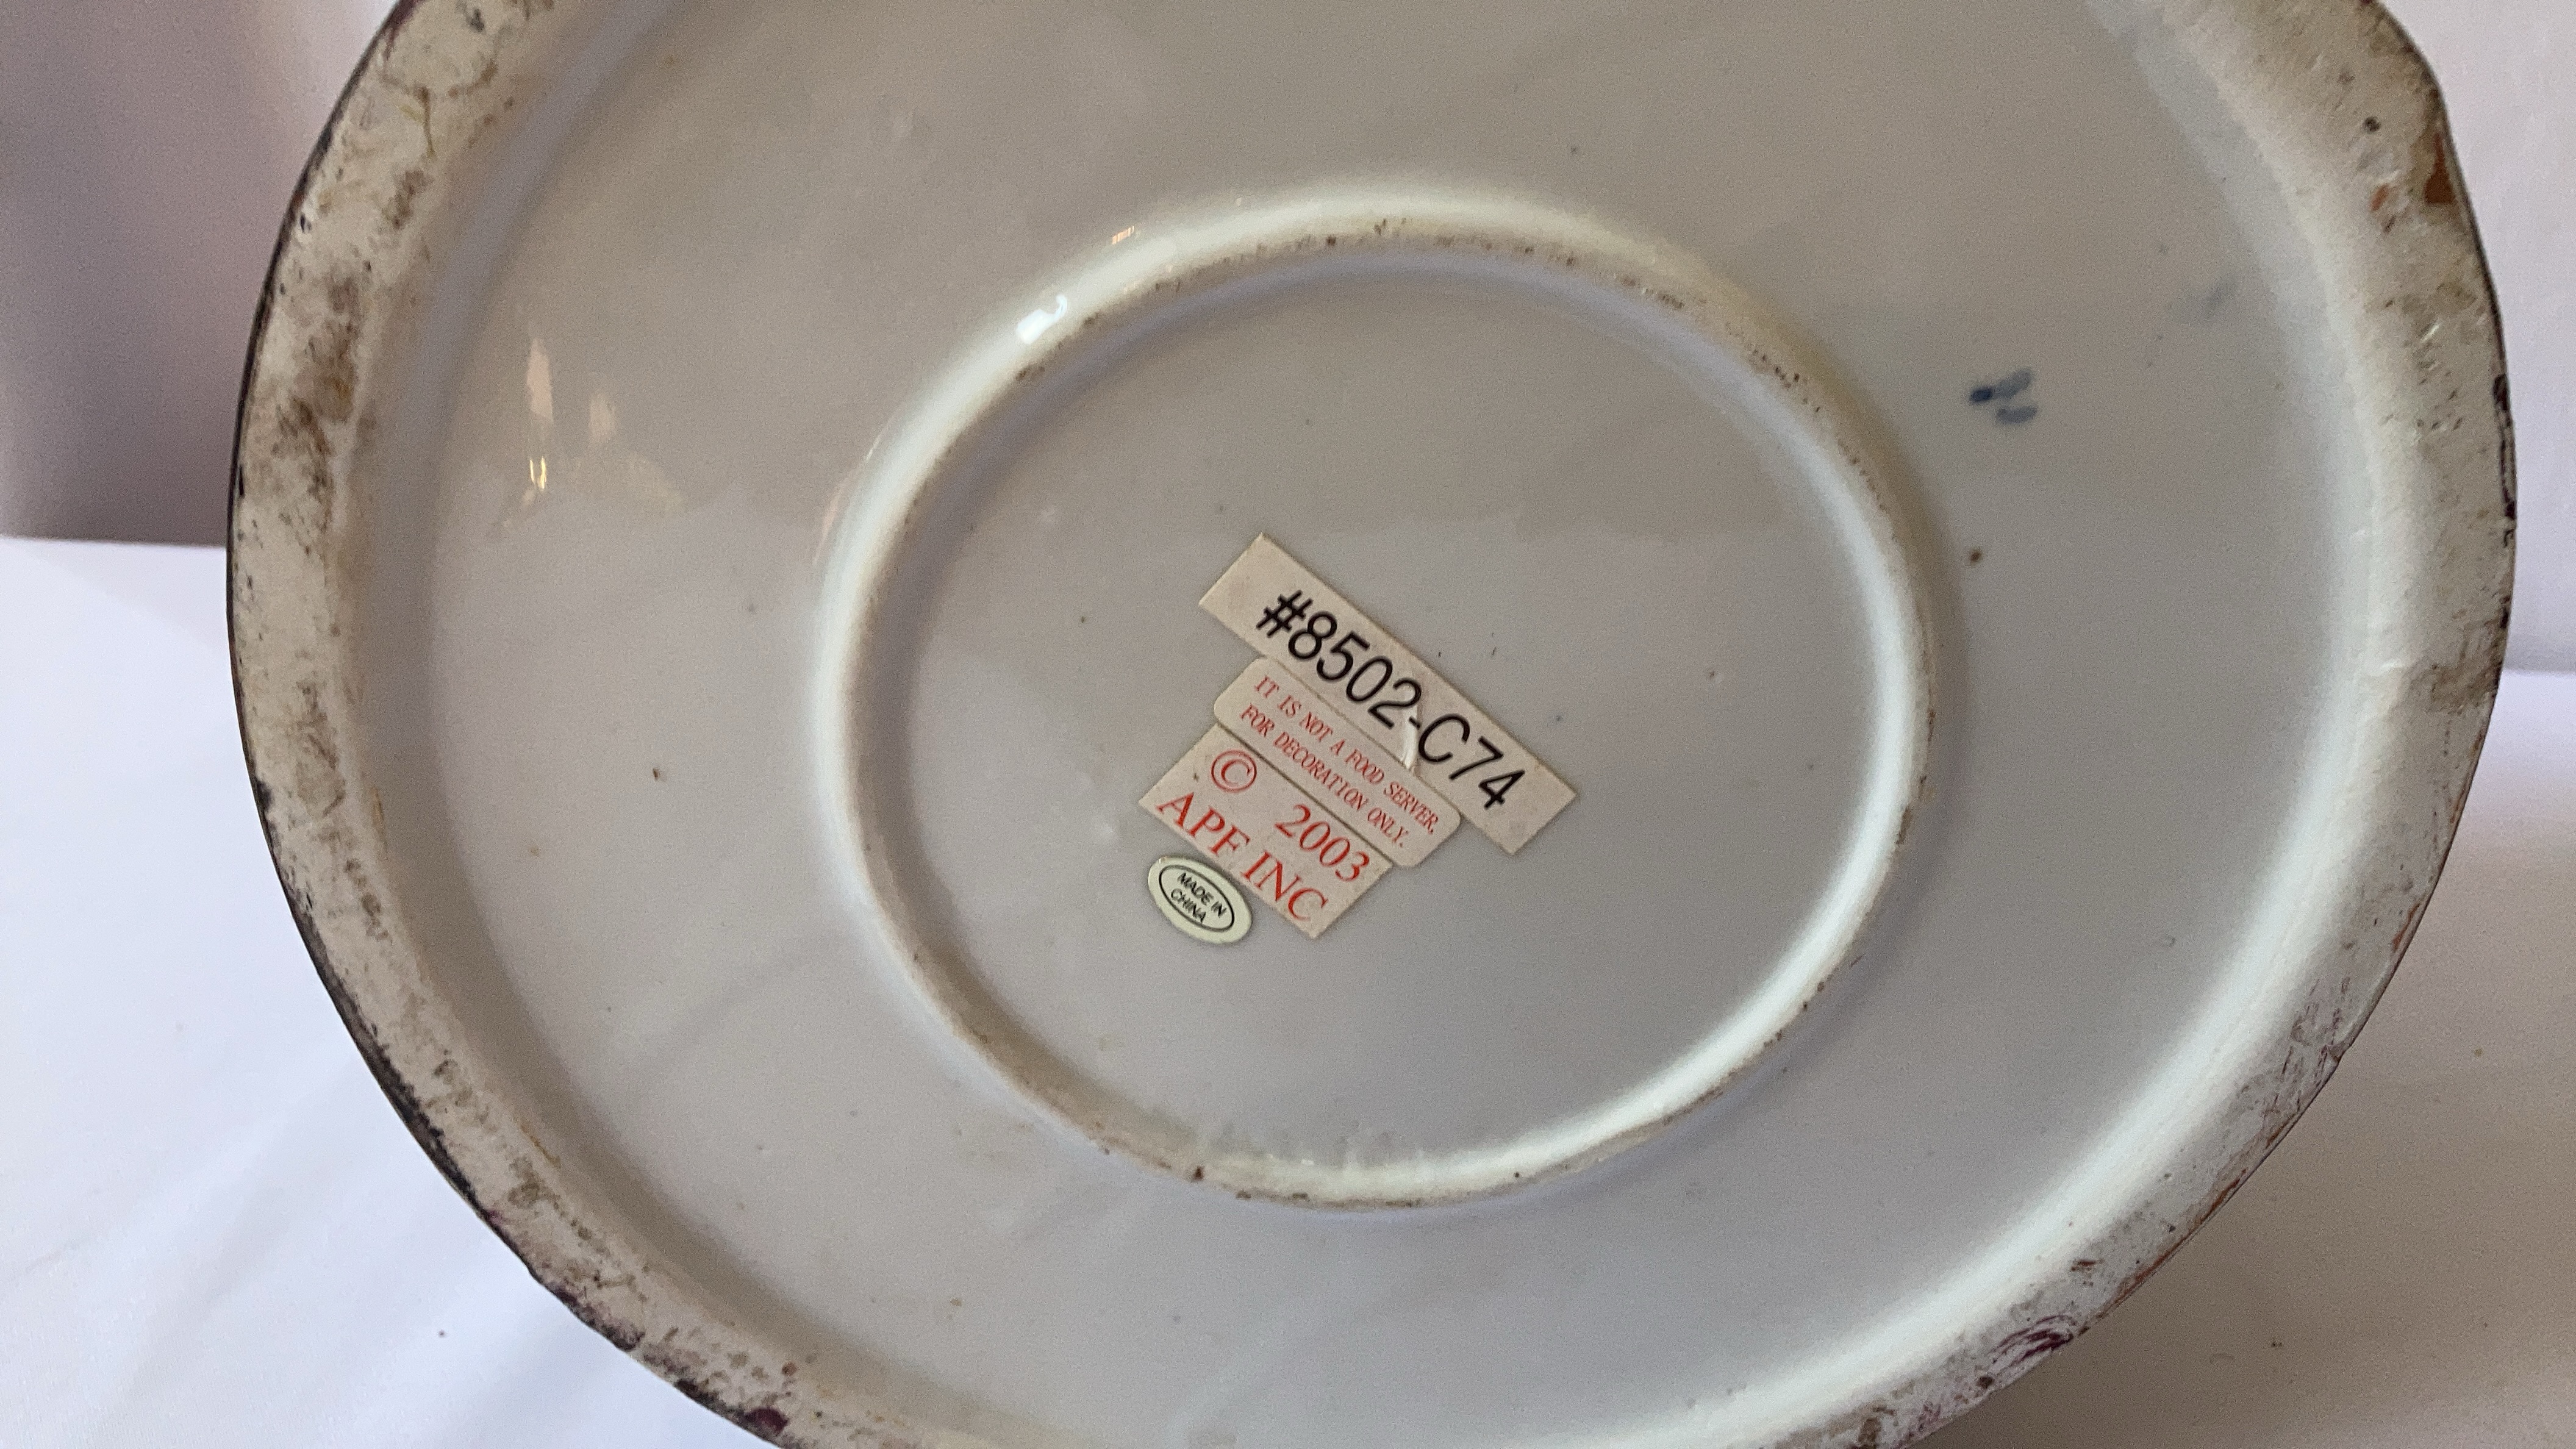 #8502-C74
IT IS NOT A FOOD SERVER,
FOR DECORATION ONLY.
© 2003
APF INC
MADE IN
CHINA